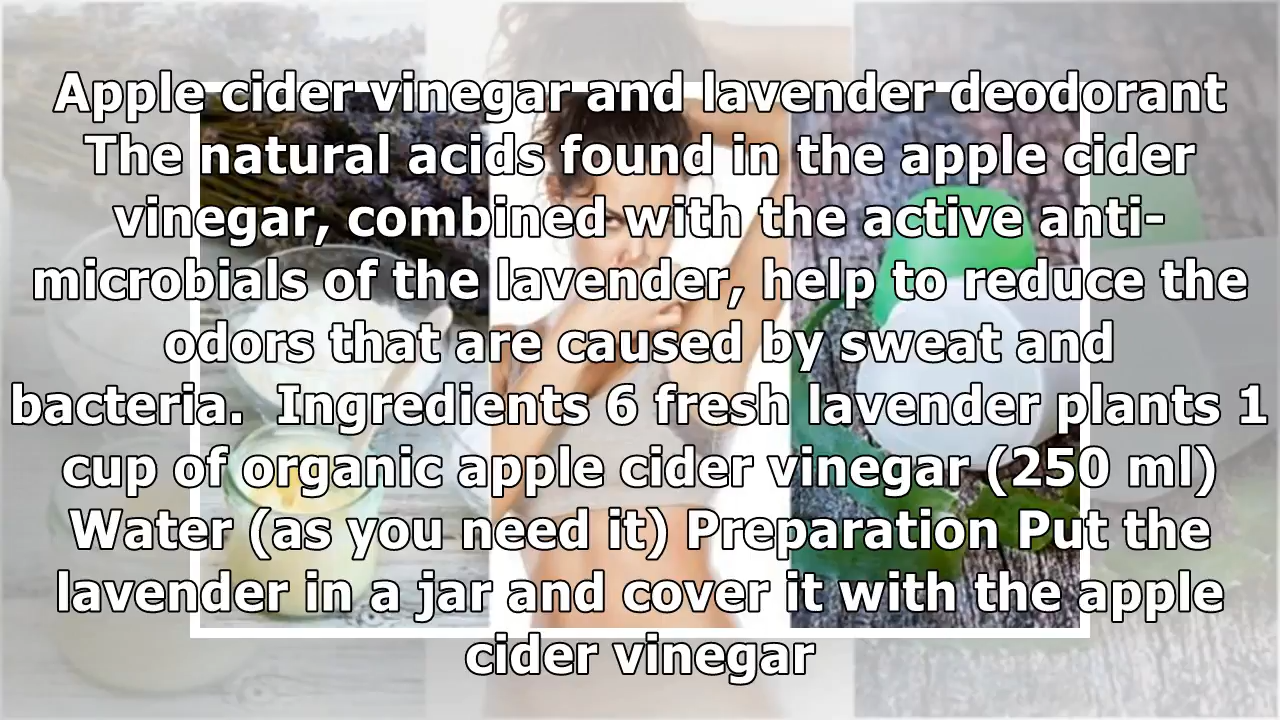 Apple cider vinegar and lavender deodorant
The natural acids found in the apple cider
vinegar, combined with the active anti-
microbials of the lavender, help to reduce the
odors that are caused by sweat and
bacteria.  Ingredients 6 fresh lavender plants 1
cup of organic apple cider vinegar (250 ml)
Water (as you need it) Preparation Put the
lavender in a jar and cover it with the apple
cider vinegar